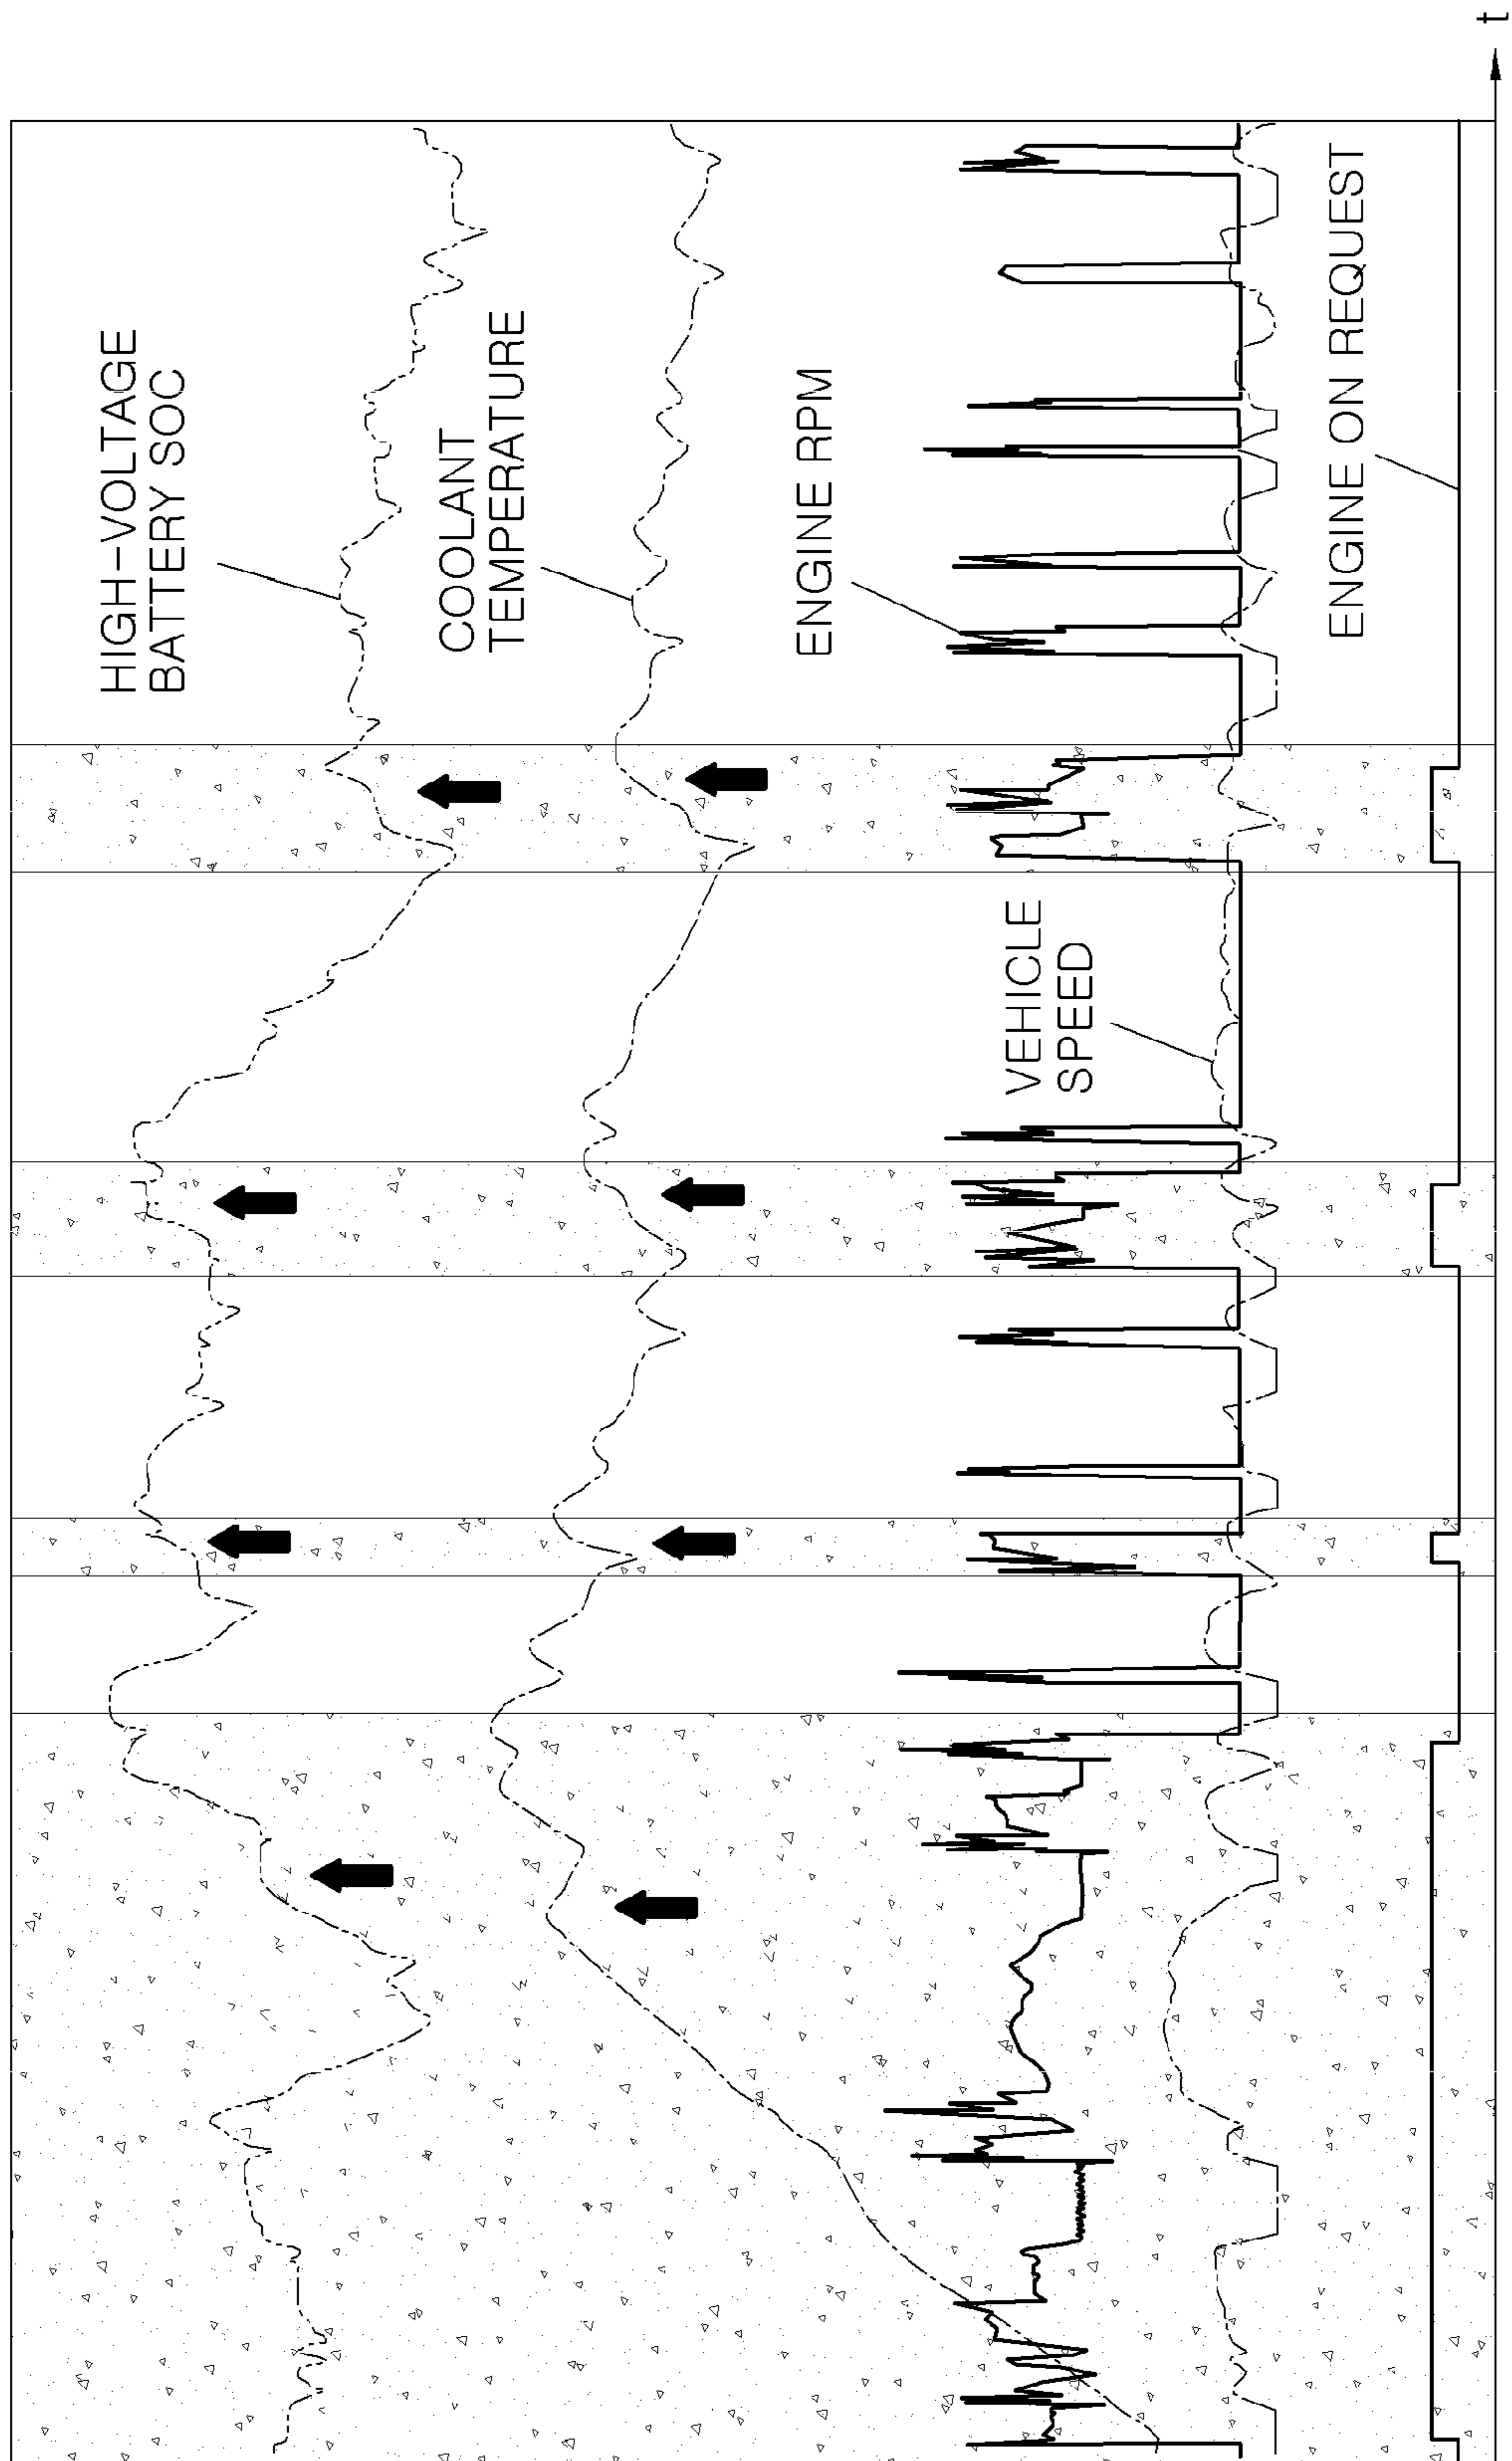 HIGH-VOLTAGE
BATTERY SOC
COOLANT
TEMPERATURE
ENGINE RPM
VEHICLE
SPEED
ENGINE ON REQUEST
t